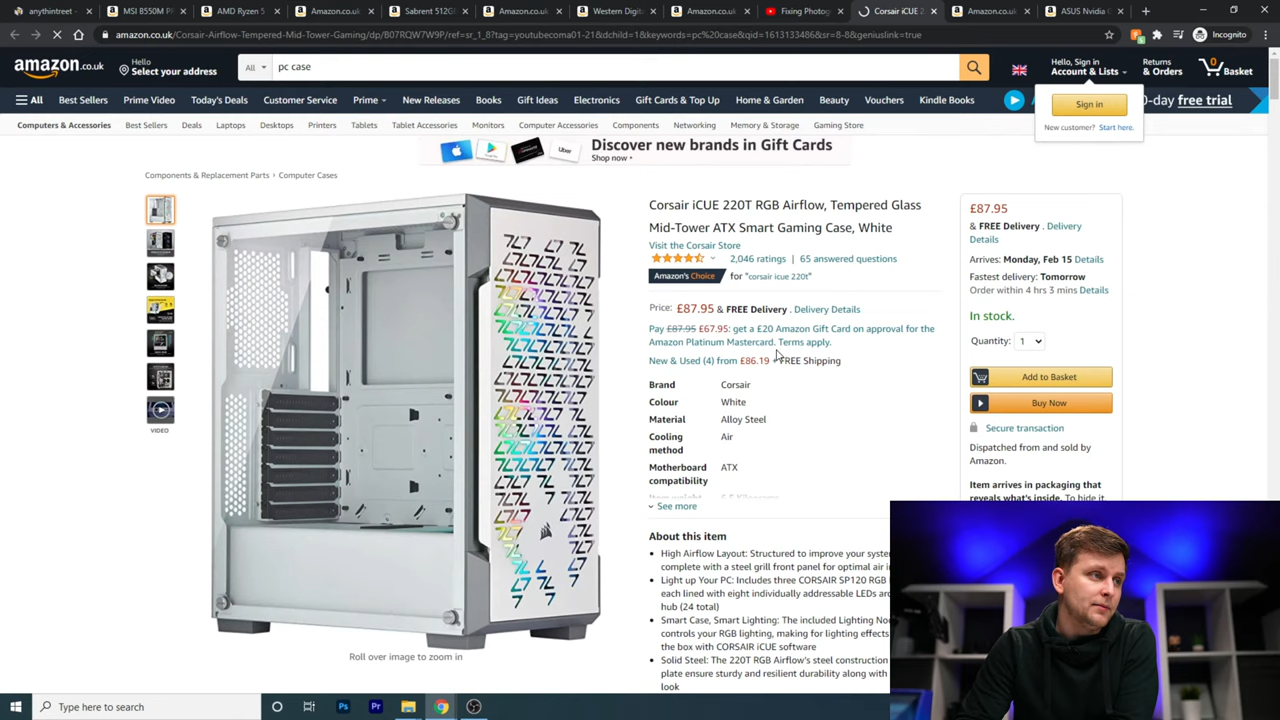 anythintreet
MSI B550M PR
AMD Ryzen 5
pc case
Sabrent 512G
Amazon.co.uk
Western Digit
Amazon.co.uk
Fixing Photog
Corsair iCUE 2
Amazon.co.uk
ASUS Nvidia G
amazon.co.uk/Corsair-Airflow-Tempered-Mid-Tower-Gaming/dp/B07RQW7W9P/ref=sr_1_8?tag=youtubecoma01-21&dchild=1&keywords=pc%20case&qid=1613133486&sr=8-8&geniuslink=true
Incognito
amazon.co.uk
Hello
Select your address
All
pc case
Hello, Sign in
Account & Lists
Returns
& Orders
0
Basket
All
Best Sellers
Prime Video
Today's Deals
Customer Service
Prime
New Releases
Books
Gift Ideas
Electronics
Gift Cards & Top Up
Home & Garden
Beauty
Vouchers
Kindle Books
0-day free trial
Sign in
New customer? Start here.
Computers & Accessories
Best Sellers
Deals
Laptops
Desktops
Printers
Tablets
Tablet Accessories
Monitors
Computer Accessories
Components
Networking
Memory & Storage
Gaming Store
Uber
Discover new brands in Gift Cards
Shop now
Components & Replacement Parts › Computer Cases
VIDEO
Roll over image to zoom in
Corsair iCUE 220T RGB Airflow, Tempered Glass
Mid-Tower ATX Smart Gaming Case, White
Visit the Corsair Store
2,046 ratings | 65 answered questions
Amazon's Choice for "corsair icue 220t"
Price: £87.95 & FREE Delivery . Delivery Details
Pay £87.95 £67.95: get a £20 Amazon Gift Card on approval for the
Amazon Platinum Mastercard. Terms apply.
New & Used (4) from £86.19 + FREE Shipping
Brand Corsair
Colour White
Material Alloy Steel
Cooling Air
method
Motherboard ATX
compatibility
Item weight 6.5 Kilograms
See more
About this item
High Airflow Layout: Structured to improve your syste
complete with a steel grill front panel for optimal air i
Light up Your PC: Includes three CORSAIR SP120 RGB
each lined with eight individually addressable LEDs ar
hub (24 total)
Smart Case, Smart Lighting: The included Lighting No
controls your RGB lighting, making for lighting effects
the box with CORSAIR iCUE software
Solid Steel: The 220T RGB Airflow's steel construction
plate ensure sturdy and resilient durability along with
look
£87.95
& FREE Delivery . Delivery
Details
Arrives: Monday, Feb 15 Details
Fastest delivery: Tomorrow
Order within 4 hrs 3 mins Details
In stock.
Quantity: 1
Add to Basket
Buy Now
Secure transaction
Dispatched from and sold by
Amazon.
Item arrives in packaging that
reveals what's inside. To hide it
Type here to search
Ps
Pr